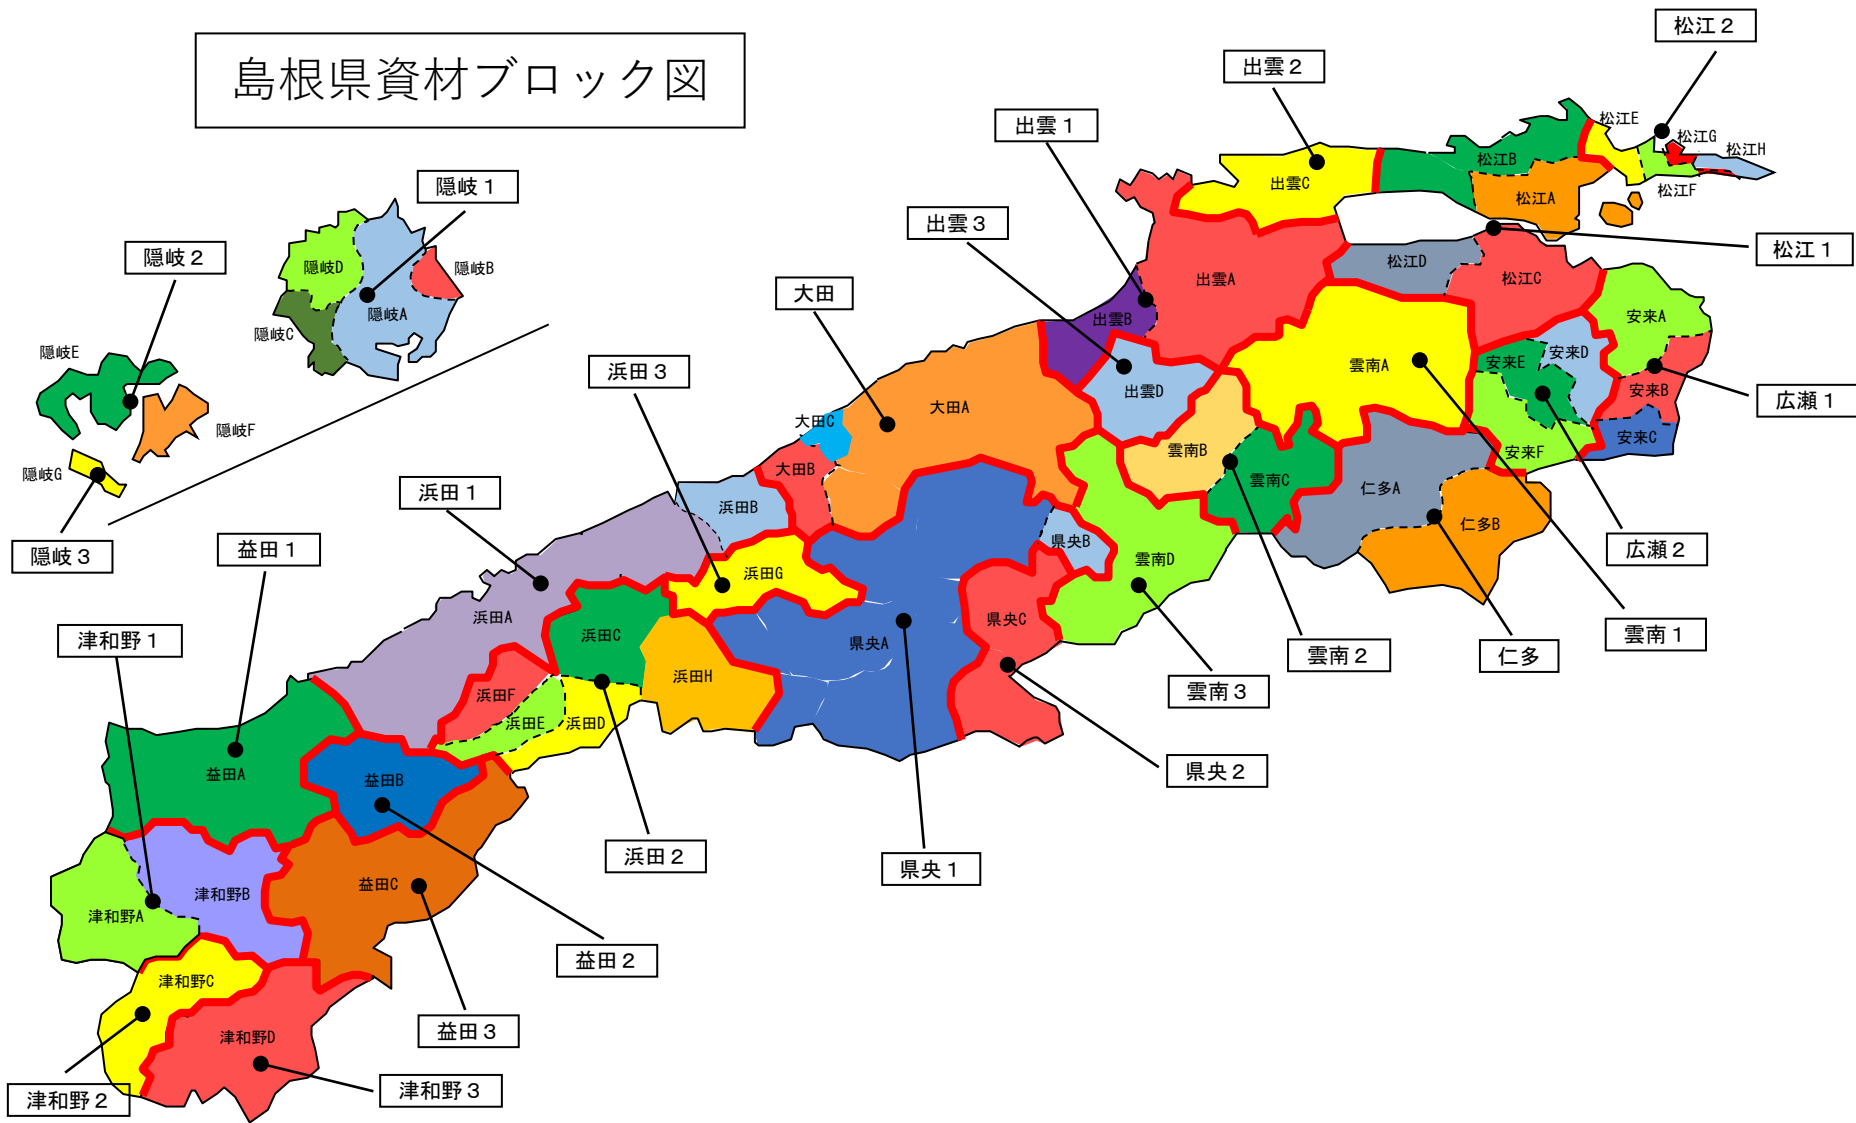 島根県資材ブロック図
松江２
出雲２
出雲１
松江E
松江G
松江H
松江B
松江F
松江A
出雲C
隠岐１
出雲３
松江１
隠岐２
隠岐D
隠岐B
隠岐A
隠岐C
松江D
松江C
出雲A
大田
出雲B
安来A
隠岐E
浜田３
安来E
安来D
雲南A
出雲D
安来B
広瀬１
大田A
大田C
隠岐F
安来C
安来F
雲南B
大田B
雲南C
仁多A
隠岐G
浜田１
浜田B
仁多B
県央B
雲南D
広瀬２
隠岐３
益田１
浜田G
浜田A
浜田C
県央C
県央A
雲南１
津和野１
雲南２
仁多
浜田H
浜田F
雲南３
浜田E
浜田D
益田A
益田B
県央２
浜田２
県央１
益田C
津和野B
津和野A
益田２
津和野C
益田３
津和野D
津和野２
津和野３